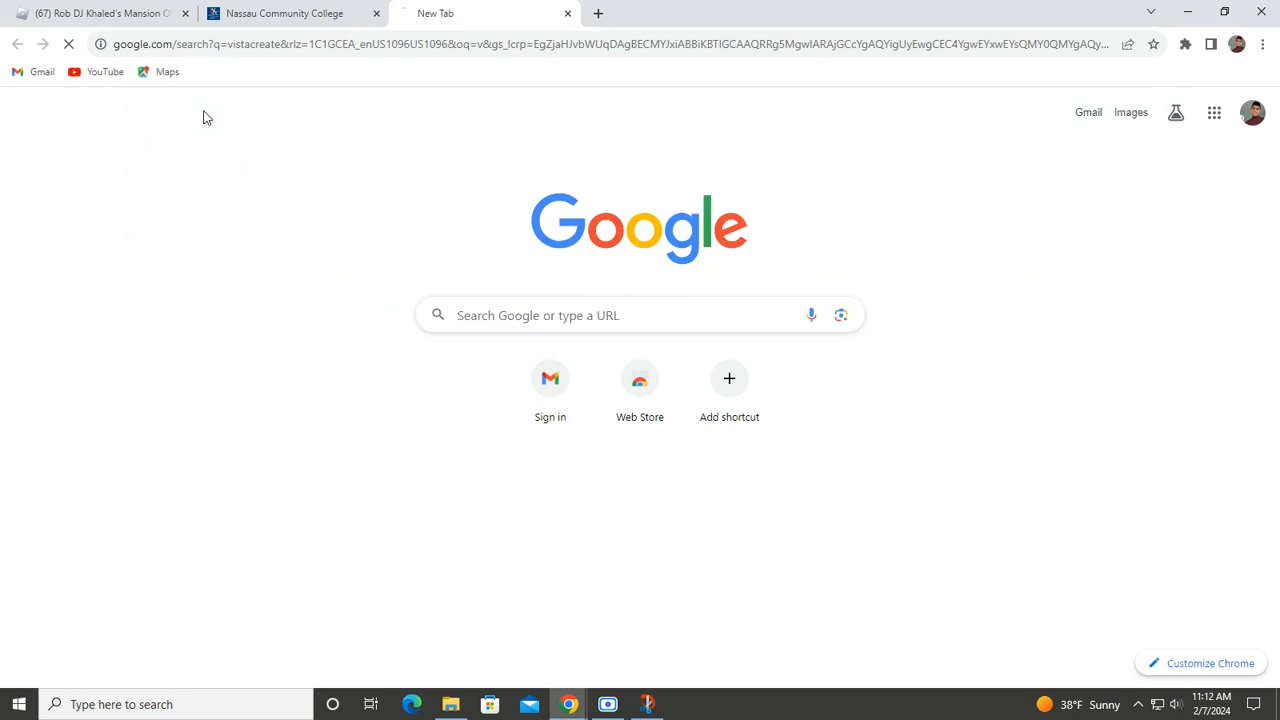 (67) Rob DJ Khaled's Mansion O
Nassau Community College
New Tab
google.com/search?q=vistacreate&rlz=1C1GCEA_enUS1096US1096&oq=v&gs_lcrp=EgZjaHJvbWUqDAgBECMYJxiABBiKBTIGCAAQRRg5MgwIARAjGCcYgAQYigUyEwgCEC4YgwEYxwEYsQMY0QMYgAQy...
Gmail
YouTube
Maps
Gmail
Images
Google
Search Google or type a URL
Sign in
Web Store
Add shortcut
Customize Chrome
Type here to search
38°F Sunny
11:12 AM
2/7/2024